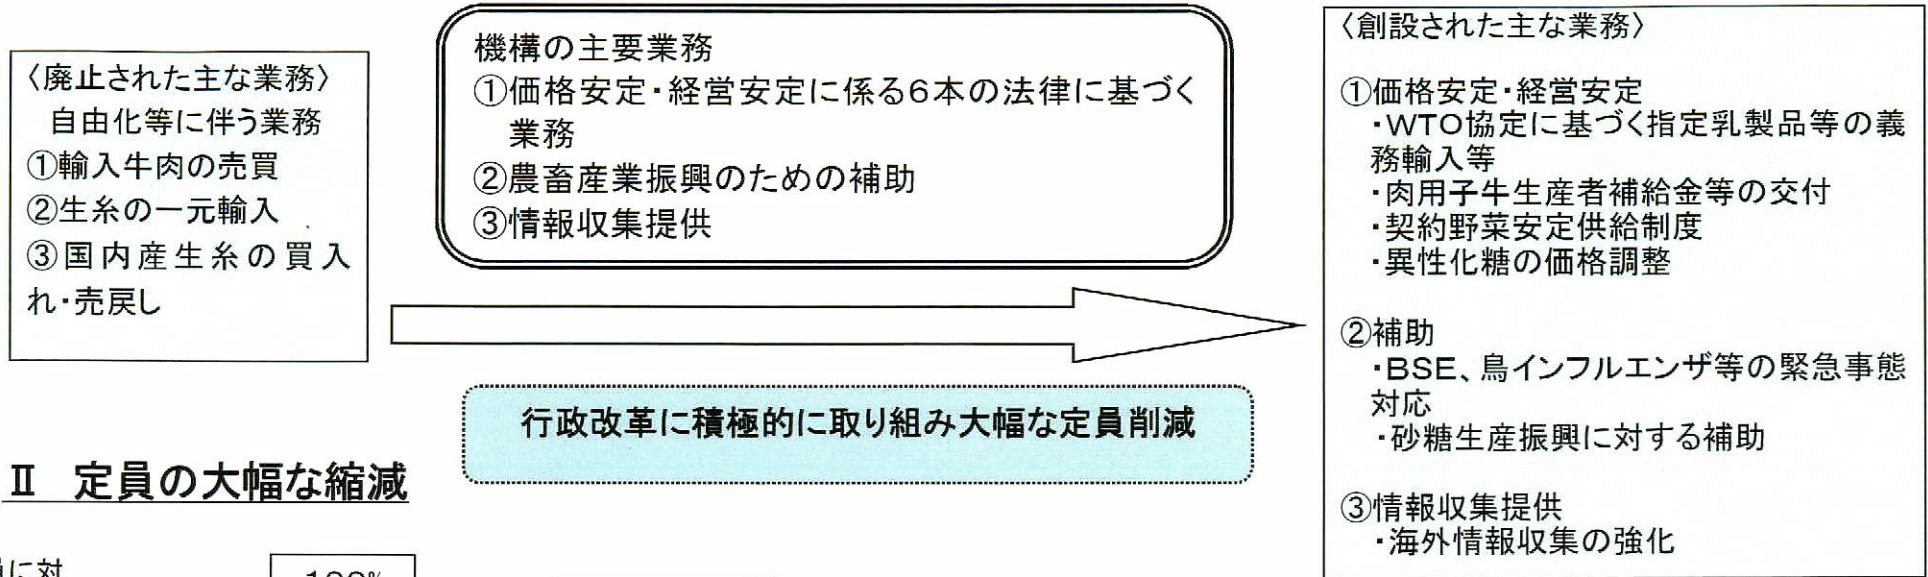 〈廃止された主な業務〉
自由化等に伴う業務
①輸入牛肉の売買
②生糸の一元輸入
③国内産生糸の買入
れ・売戻し
機構の主要業務
①価格安定・経営安定に係る6本の法律に基づく
業務
②農畜産業振興のための補助
③情報収集提供
行政改革に積極的に取り組み大幅な定員削減
〈創設された主な業務〉
①価格安定・経営安定
・WTO協定に基づく指定乳製品等の義
務輸入等
・肉用子牛生産者補給金等の交付
・契約野菜安定供給制度
・異性化糖の価格調整
②補助
・BSE、鳥インフルエンザ等の緊急事態
対応
・砂糖生産振興に対する補助
③情報収集提供
・海外情報収集の強化
Ⅱ 定員の大幅な縮減
に対
100%